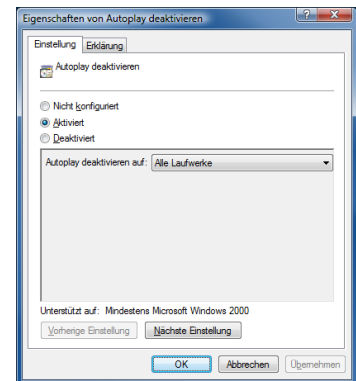 Eigenschaften von Autoplay deaktivieren
Einstellung Erklärung
Autoplay deaktivieren
Nicht konfiguriert
Aktiviert
Deaktiviert
Autoplay deaktivieren auf: Alle Laufwerke
Unterstützt auf: Mindestens Microsoft Windows 2000
Vorherige Einstellung Nächste Einstellung
OK Abbrechen Übernehmen